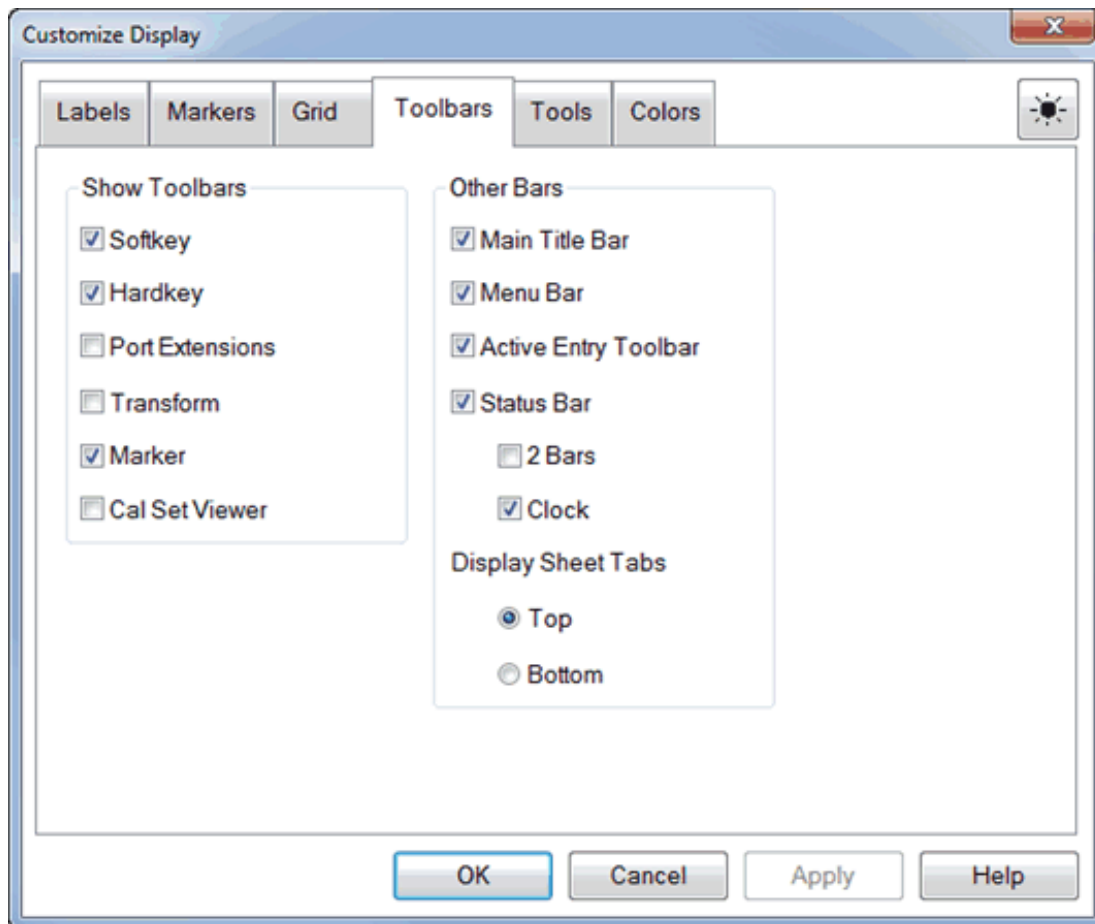 Customize Display
Labels Markers Grid Toolbars Tools Colors
Show Toolbars
Softkey
Hardkey
Port Extensions
Transform
Marker
Cal Set Viewer
Other Bars
Main Title Bar
Menu Bar
Active Entry Toolbar
Status Bar
2 Bars
Clock
Display Sheet Tabs
Top
Bottom
OK Cancel Apply Help